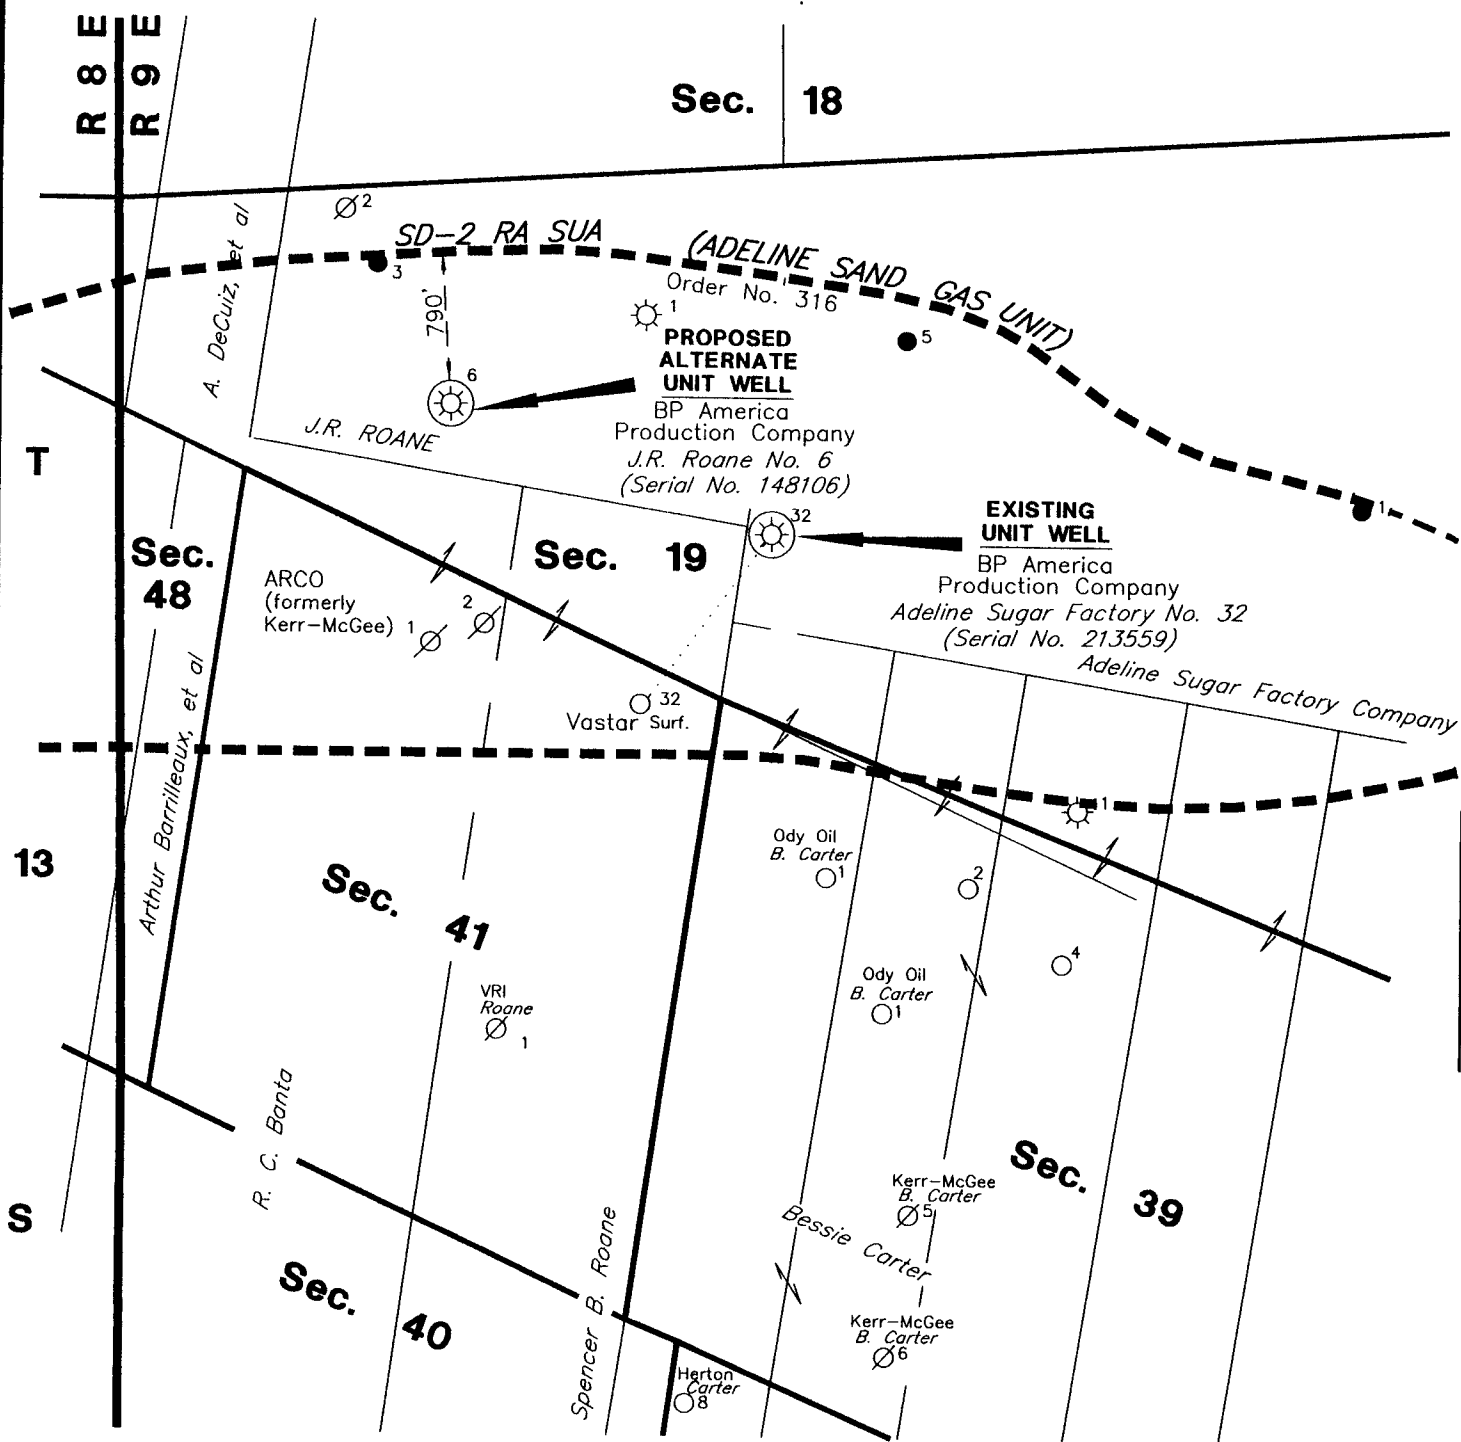 R 8 E
R 9 E
Sec. 18
2
A. DeCuiz, et al
SD-2 RA SUA (ADELINE SAND GAS UNIT)
3
Order No. 316
790'
1
5
PROPOSED
ALTERNATE
UNIT WELL
6
BP America
Production Company
J.R. Roane No. 6
(Serial No. 148106)
J.R. ROANE
T
1
32
EXISTING
UNIT WELL
BP America
Production Company
Adeline Sugar Factory No. 32
(Serial No. 213559)
Adeline Sugar Factory Company
Sec. 19
Sec.
48
ARCO
(formerly
Kerr-McGee) 1
2
32
Vastar Surf.
Arthur Barrilleaux, et al
1
13
Ody Oil
B. Carter
1
2
Sec. 41
4
Ody Oil
B. Carter
1
VRI
Roane
1
R. C. Banta
Sec. 39
Kerr-McGee
B. Carter
5
S
Bessie Carter
Spencer B. Roane
Sec. 40
Kerr-McGee
B. Carter
6
Herton
Carter
8